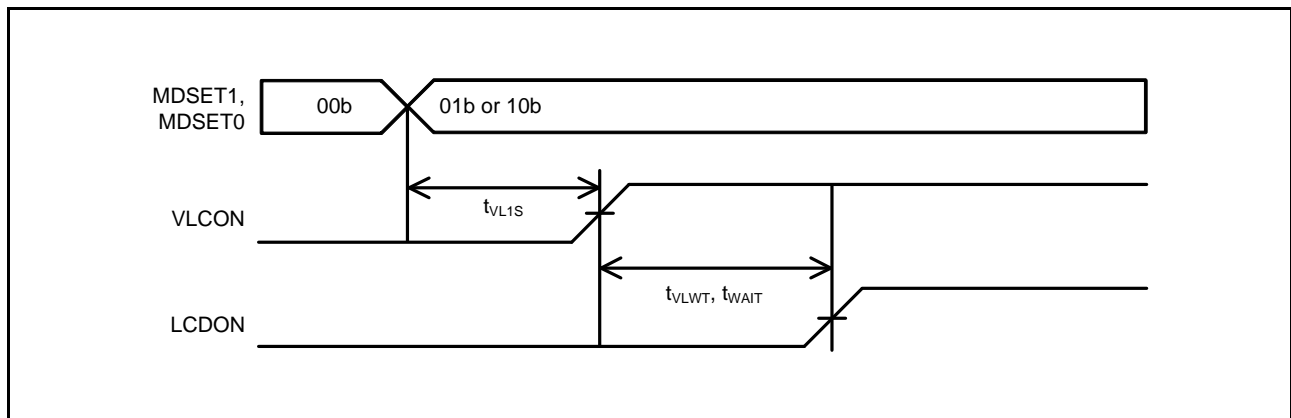 MDSET1,
MDSET0
00b
01b or 10b
tVL1S
VLCON
tVLWT, tWAIT
LCDON